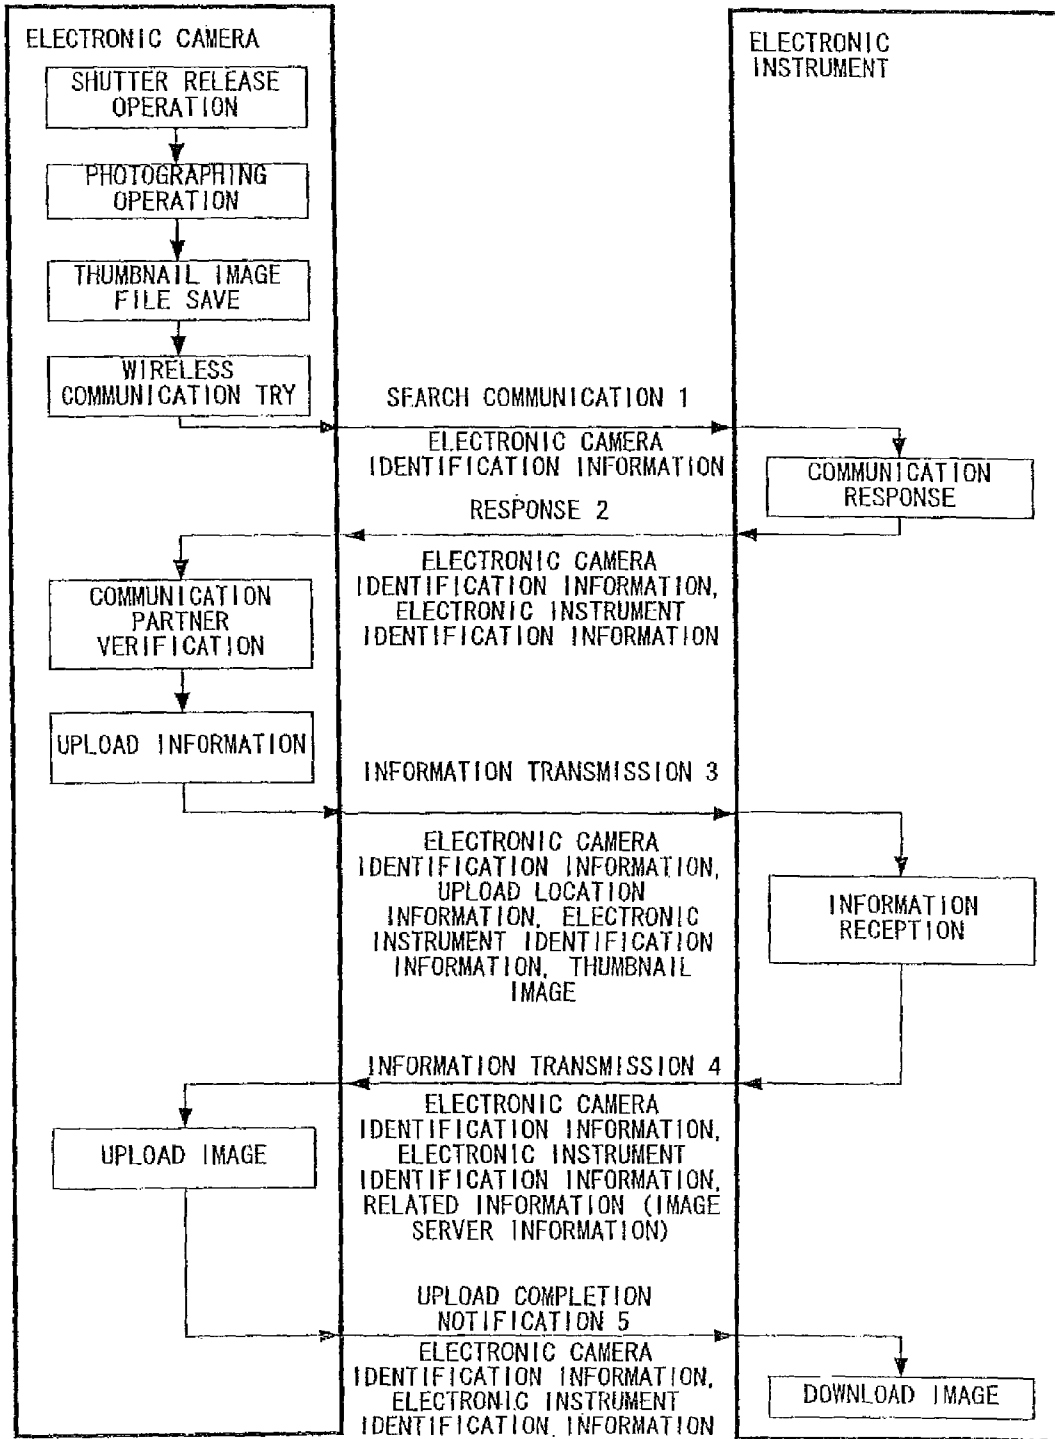 ELECTRONIC CAMERA
SHUTTER RELEASE
OPERATION
PHOTOGRAPHING
OPERATION
THUMBNAIL IMAGE
FILE SAVE
WIRELESS
COMMUNICATION TRY
ELECTRONIC
INSTRUMENT
SEARCH COMMUNICATION 1
ELECTRONIC CAMERA
IDENTIFICATION INFORMATION
COMMUNICATION
RESPONSE
RESPONSE 2
ELECTRONIC CAMERA
IDENTIFICATION INFORMATION,
ELECTRONIC INSTRUMENT
IDENTIFICATION INFORMATION
COMMUNICATION
PARTNER
VERIFICATION
UPLOAD INFORMATION
INFORMATION TRANSMISSION 3
ELECTRONIC CAMERA
IDENTIFICATION INFORMATION,
UPLOAD LOCATION
INFORMATION, ELECTRONIC
INSTRUMENT IDENTIFICATION
INFORMATION, THUMBNAIL
IMAGE
INFORMATION
RECEPTION
INFORMATION TRANSMISSION 4
ELECTRONIC CAMERA
IDENTIFICATION INFORMATION,
ELECTRONIC INSTRUMENT
IDENTIFICATION INFORMATION,
RELATED INFORMATION (IMAGE
SERVER INFORMATION)
UPLOAD IMAGE
UPLOAD COMPLETION
NOTIFICATION 5
ELECTRONIC CAMERA
IDENTIFICATION INFORMATION,
ELECTRONIC INSTRUMENT
IDENTIFICATION, INFORMATION
DOWNLOAD IMAGE